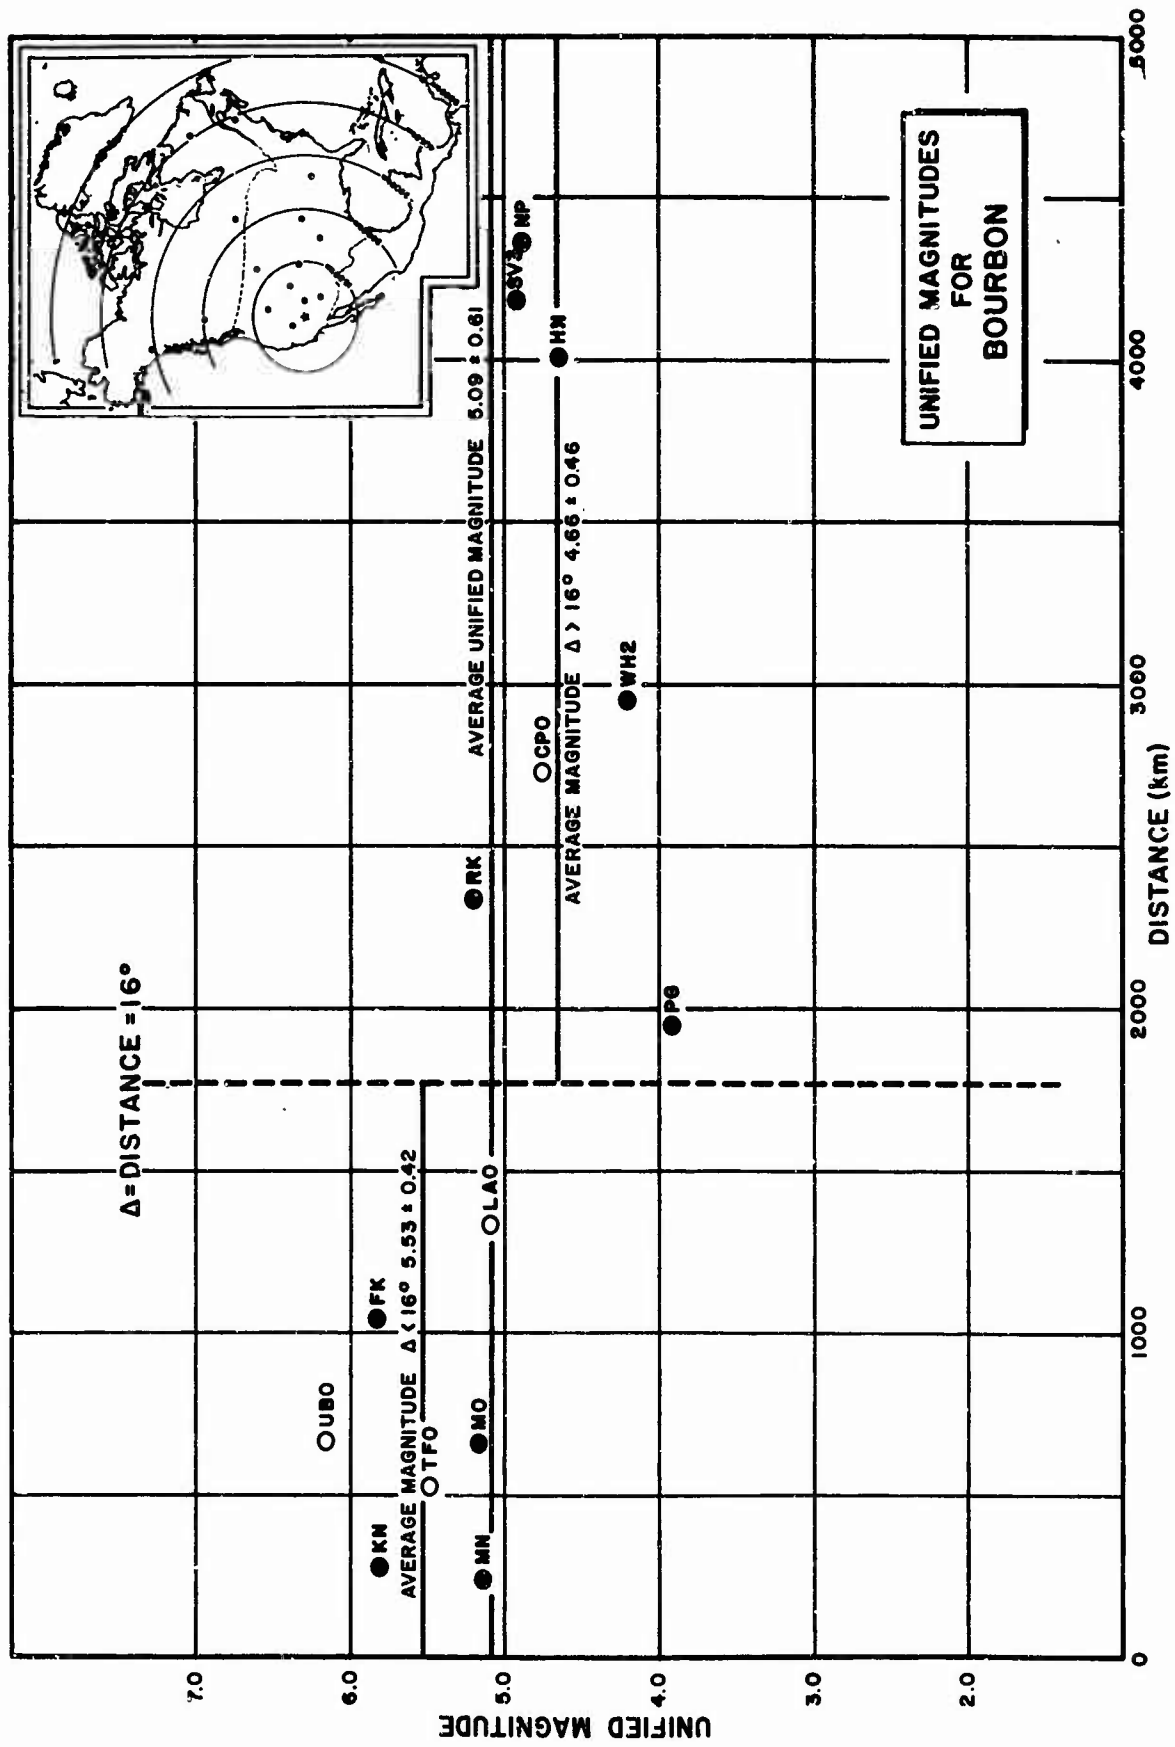 UNIFIED MAGNITUDES
FOR
BOURBON
Δ=DISTANCE =16°
AVERAGE UNIFIED MAGNITUDE 5.09 ± 0.61
AVERAGE MAGNITUDE Δ<16° 5.53 ± 0.42
AVERAGE MAGNITUDE Δ>16° 4.66 ± 0.46
KN
MN
TFO
UBO
MO
FK
LAO
PG
RK
CPO
WH2
HN
NP
UNIFIED MAGNITUDE
7.0
6.0
5.0
4.0
3.0
2.0
0
1000
2000
3000
4000
5000
DISTANCE (km)